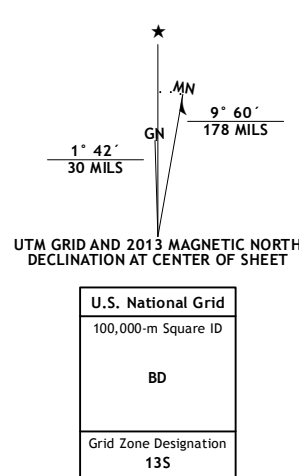 ★
MN
9° 60´
178 MILS
GN
1° 42´
30 MILS
UTM GRID AND 2013 MAGNETIC NORTH
DECLINATION AT CENTER OF SHEET
U.S. National Grid
100,000-m Square ID
BD
Grid Zone Designation
13S